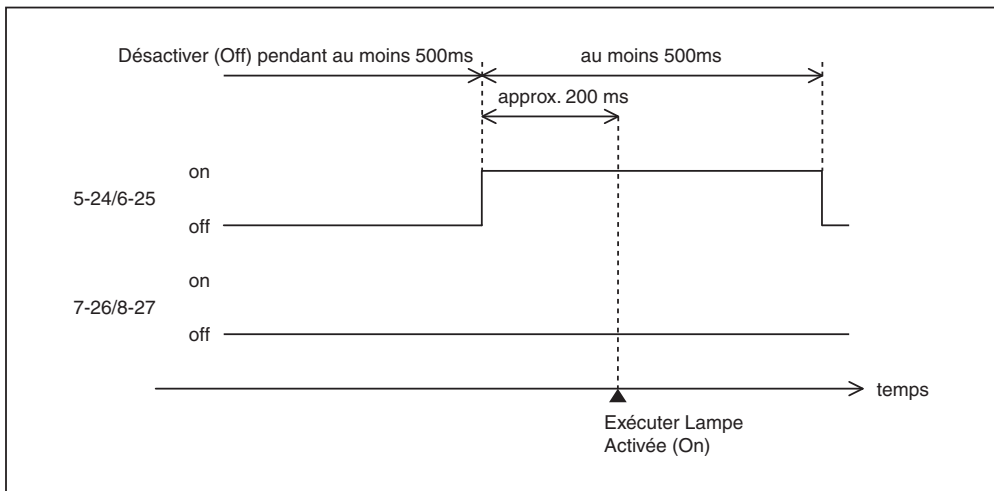 Désactiver (Off) pendant au moins 500ms
au moins 500ms
approx. 200 ms
on
5-24/6-25
off
on
7-26/8-27
off
temps
Exécuter Lampe
Activée (On)